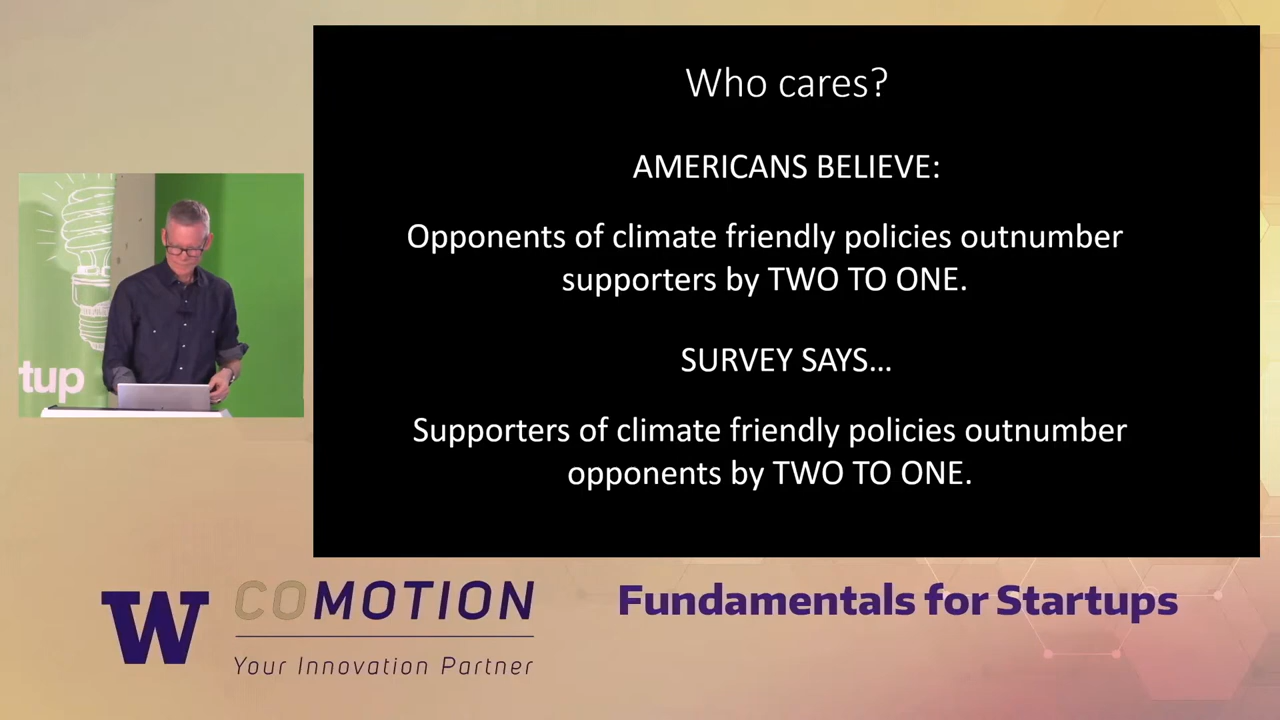 Who cares?
AMERICANS BELIEVE:
Opponents of climate friendly policies outnumber
supporters by TWO TO ONE.
SURVEY SAYS...
Supporters of climate friendly policies outnumber
opponents by TWO TO ONE.
tup
W
COMOTION
Your Innovation Partner
Fundamentals for Startups